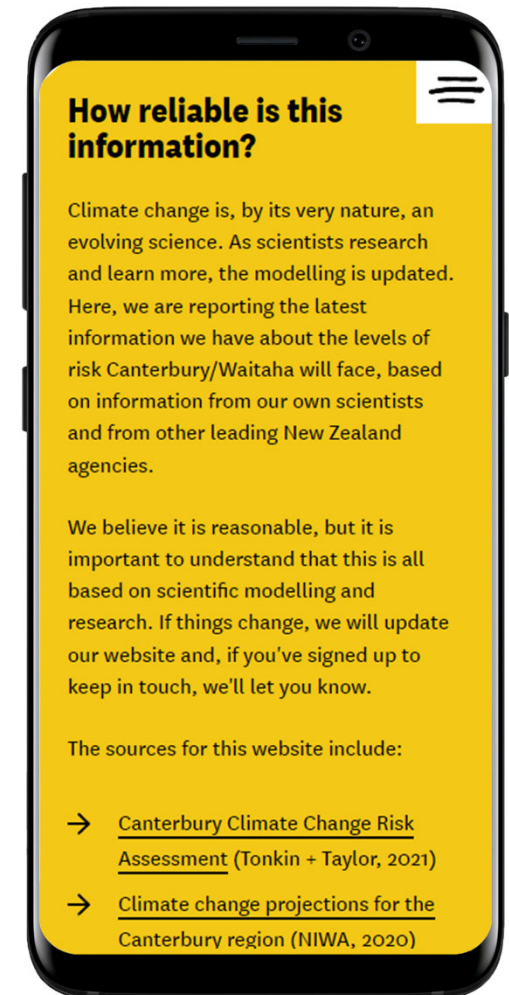 How reliable is this
information?
Climate change is, by its very nature, an
evolving science. As scientists research
and learn more, the modelling is updated.
Here, we are reporting the latest
information we have about the levels of
risk Canterbury/Waitaha will face, based
on information from our own scientists
and from other leading New Zealand
agencies.
We believe it is reasonable, but it is
important to understand that this is all
based on scientific modelling and
research. If things change, we will update
our website and, if you've signed up to
keep in touch, we'll let you know.
The sources for this website include:
→ Canterbury Climate Change Risk
Assessment (Tonkin + Taylor, 2021)
→ Climate change projections for the
Canterbury region (NIWA, 2020)